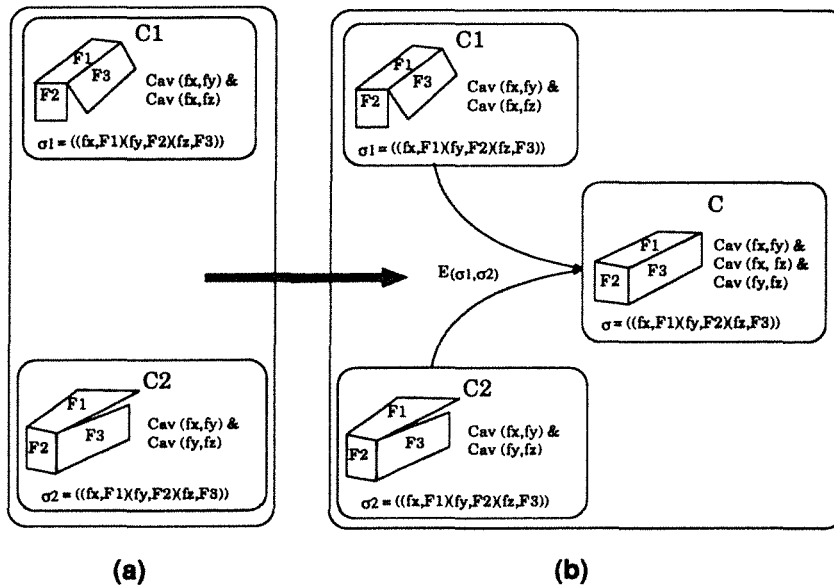 C1
F1
F3
F2
Cav (fx,fy) &
Cav (fx,fz)
σ1 = ((fx,F1)(fy,F2)(fz,F3))
C2
F1
F2
F3
Cav (fx,fy) &
Cav (fy,fz)
σ2 = ((fx,F1)(fy,F2)(fz,F3))
(a)
C1
F1
F3
F2
Cav (fx,fy) &
Cav (fx,fz)
σ1 = ((fx,F1)(fy,F2)(fz,F3))
E(σ1,σ2)
C
F1
F2
F3
Cav (fx,fy) &
Cav (fx, fz) &
Cav (fy,fz)
σ = ((fx,F1)(fy,F2)(fz,F3))
C2
F1
F2
F3
Cav (fx,fy) &
Cav (fy,fz)
σ2 = ((fx,F1)(fy,F2)(fz,F3))
(b)